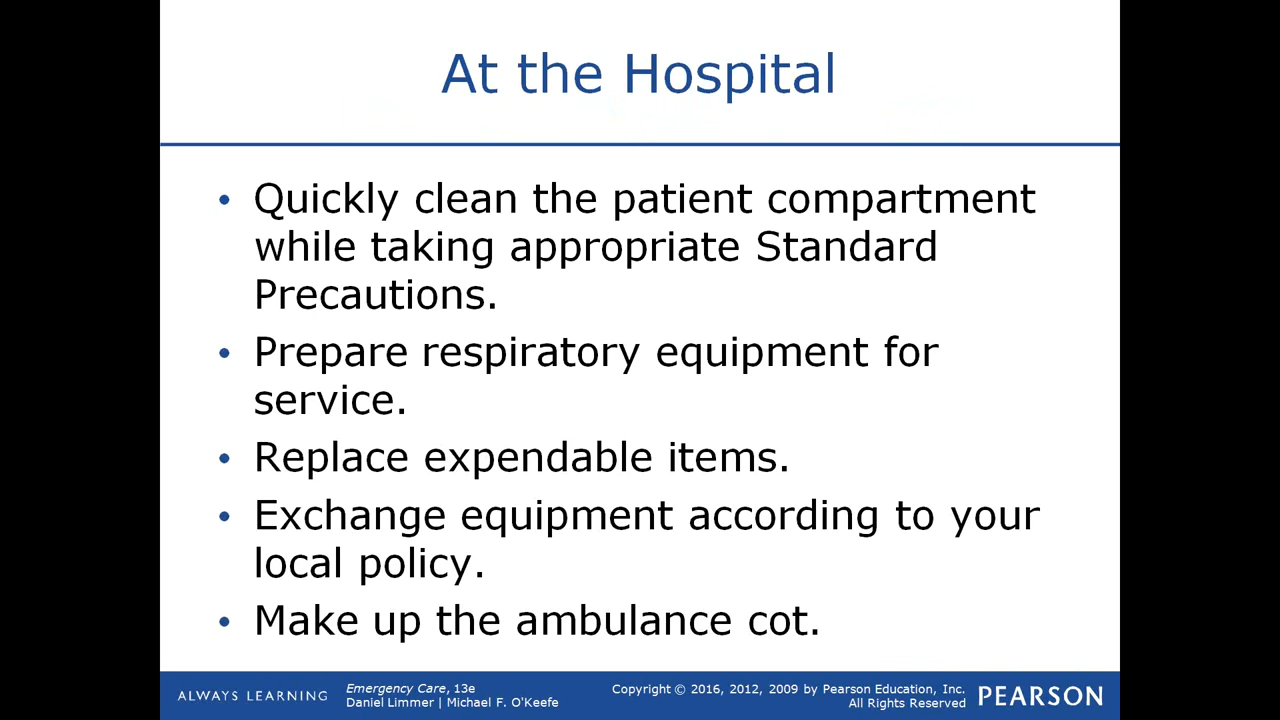 At the Hospital
• Quickly clean the patient compartment
while taking appropriate Standard
Precautions.
• Prepare respiratory equipment for
service.
• Replace expendable items.
• Exchange equipment according to your
local policy.
• Make up the ambulance cot.
ALWAYS LEARNING
Emergency Care, 13e
Daniel Limmer | Michael F. O'Keefe
Copyright © 2016, 2012, 2009 by Pearson Education, Inc.
All Rights Reserved
PEARSON